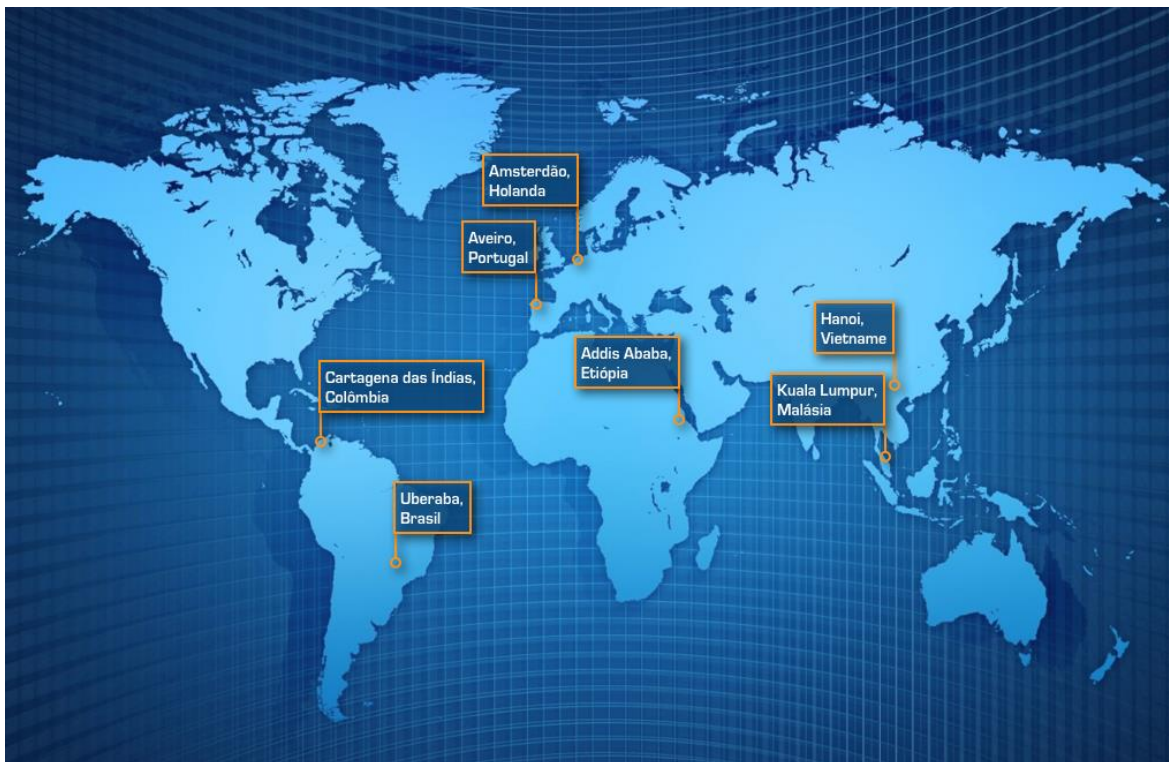 Amsterdão,
Holanda
Aveiro,
Portugal
Hanoi,
Vietname
Addis Ababa,
Etiópia
Cartagena das Índias,
Colômbia
Kuala Lumpur,
Malásia
Uberaba,
Brasil